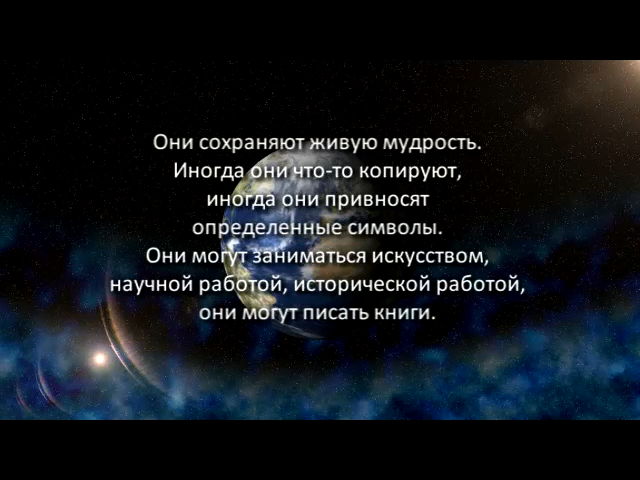 Они сохраняют живую мудрость.
Иногда они что-то копируют,
иногда они привносят
определенные символы.
Они могут заниматься искусством,
научной работой, исторической работой,
они могут писать книги.